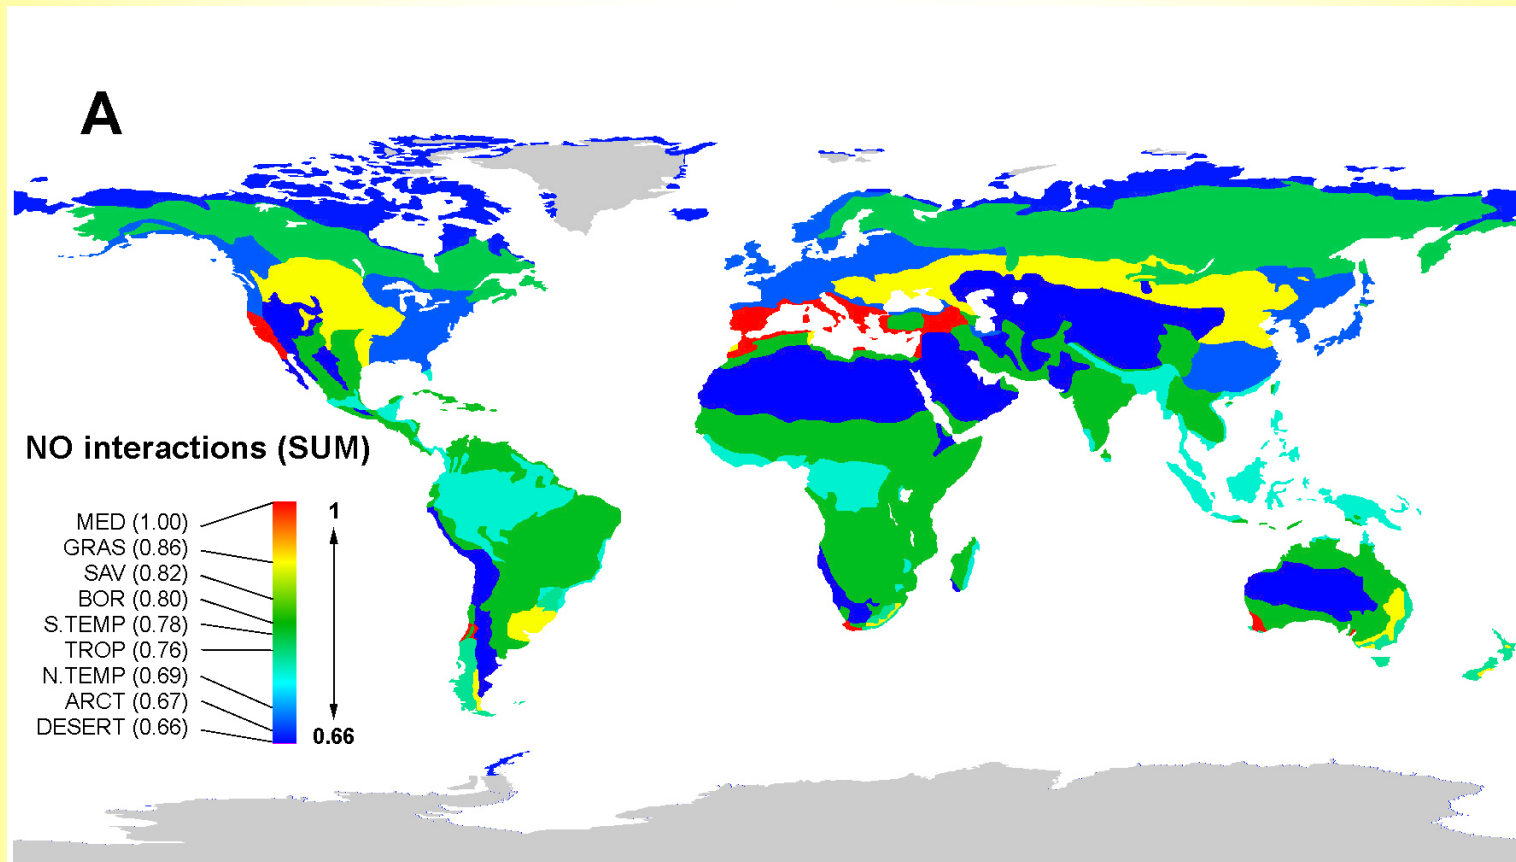 A
NO interactions (SUM)
1
MED (1.00)
GRAS (0.86)
SAV (0.82)
BOR (0.80)
S.TEMP (0.78)
TROP (0.76)
N.TEMP (0.69)
ARCT (0.67)
DESERT (0.66)
0.66